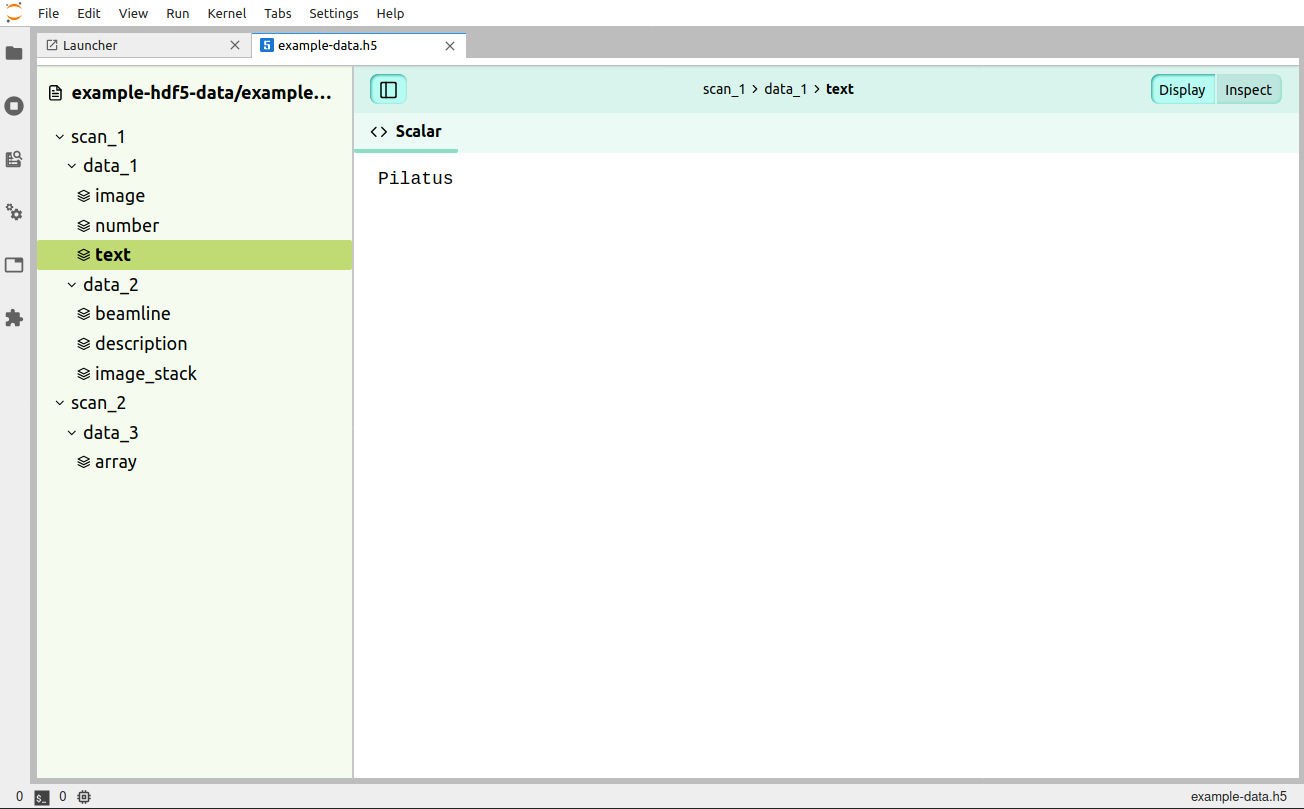 File Edit View Run Kernel Tabs Settings Help
Launcher
5 example-data.h5
example-hdf5-data/example...
scan_1
data_1
image
number
text
data_2
beamline
description
image_stack
scan_2
data_3
array
scan_1 > data_1 > text
Display Inspect
<> Scalar
Pilatus
0 $_ 0
example-data.h5